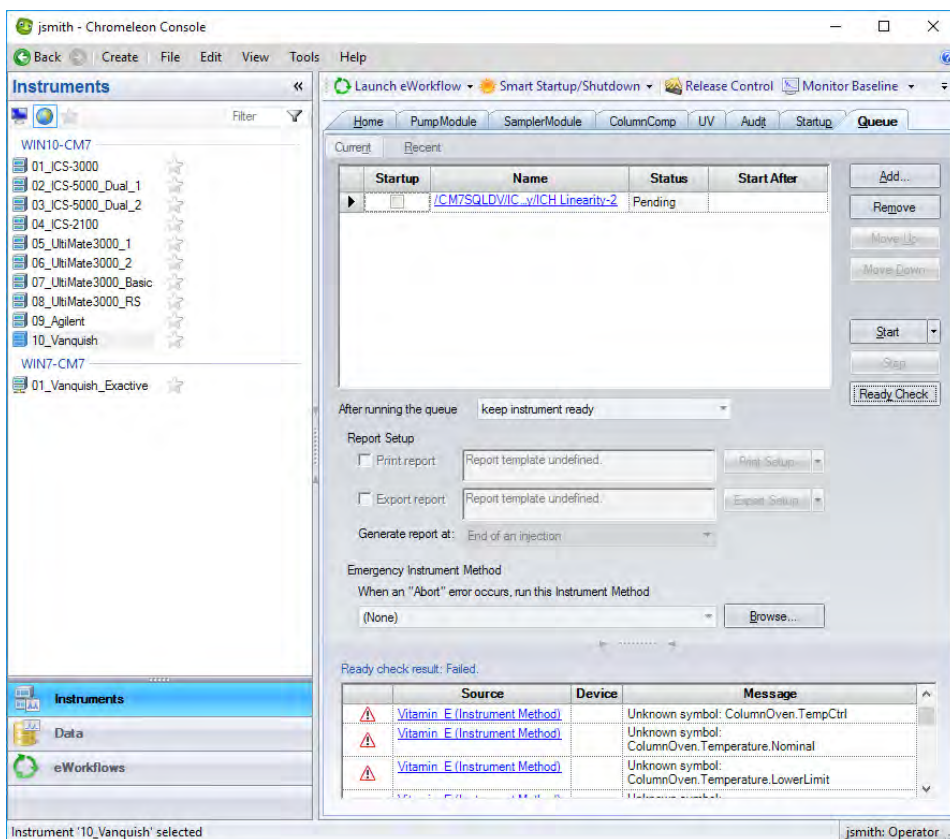 jsmith - Chromeleon Console
Back Create File Edit View Tools Help
Instruments «
Filter
WIN10-CM7
01_ICS-3000
02_ICS-5000_Dual_1
03_ICS-5000_Dual_2
04_ICS-2100
05_UltiMate3000_1
06_UltiMate3000_2
07_UltiMate3000_Basic
08_UltiMate3000_RS
09_Agilent
10_Vanquish
WIN7-CM7
01_Vanquish_Exactive
Instruments
Data
eWorkflows
Launch eWorkflow Smart Startup/Shutdown Release Control Monitor Baseline
Home PumpModule SamplerModule ColumnComp UV Audit Startup Queue
Current Recent
Startup Name Status Start After
/CM7SQLDV/IC...y/ICH Linearity-2 Pending
Add...
Remove
Move Up
Move Down
Start
Stop
Ready Check
After running the queue keep instrument ready
Report Setup
Print report Report template undefined. Print Setup
Export report Report template undefined. Export Setup
Generate report at: End of an injection
Emergency Instrument Method
When an "Abort" error occurs, run this Instrument Method
(None) Browse...
Ready check result: Failed.
Source Device Message
Vitamin_E (Instrument Method) Unknown symbol: ColumnOven.TempCtrl
Vitamin_E (Instrument Method) Unknown symbol:
ColumnOven.Temperature.Nominal
Vitamin_E (Instrument Method) Unknown symbol:
ColumnOven.Temperature.LowerLimit
Instrument '10_Vanquish' selected jsmith: Operator